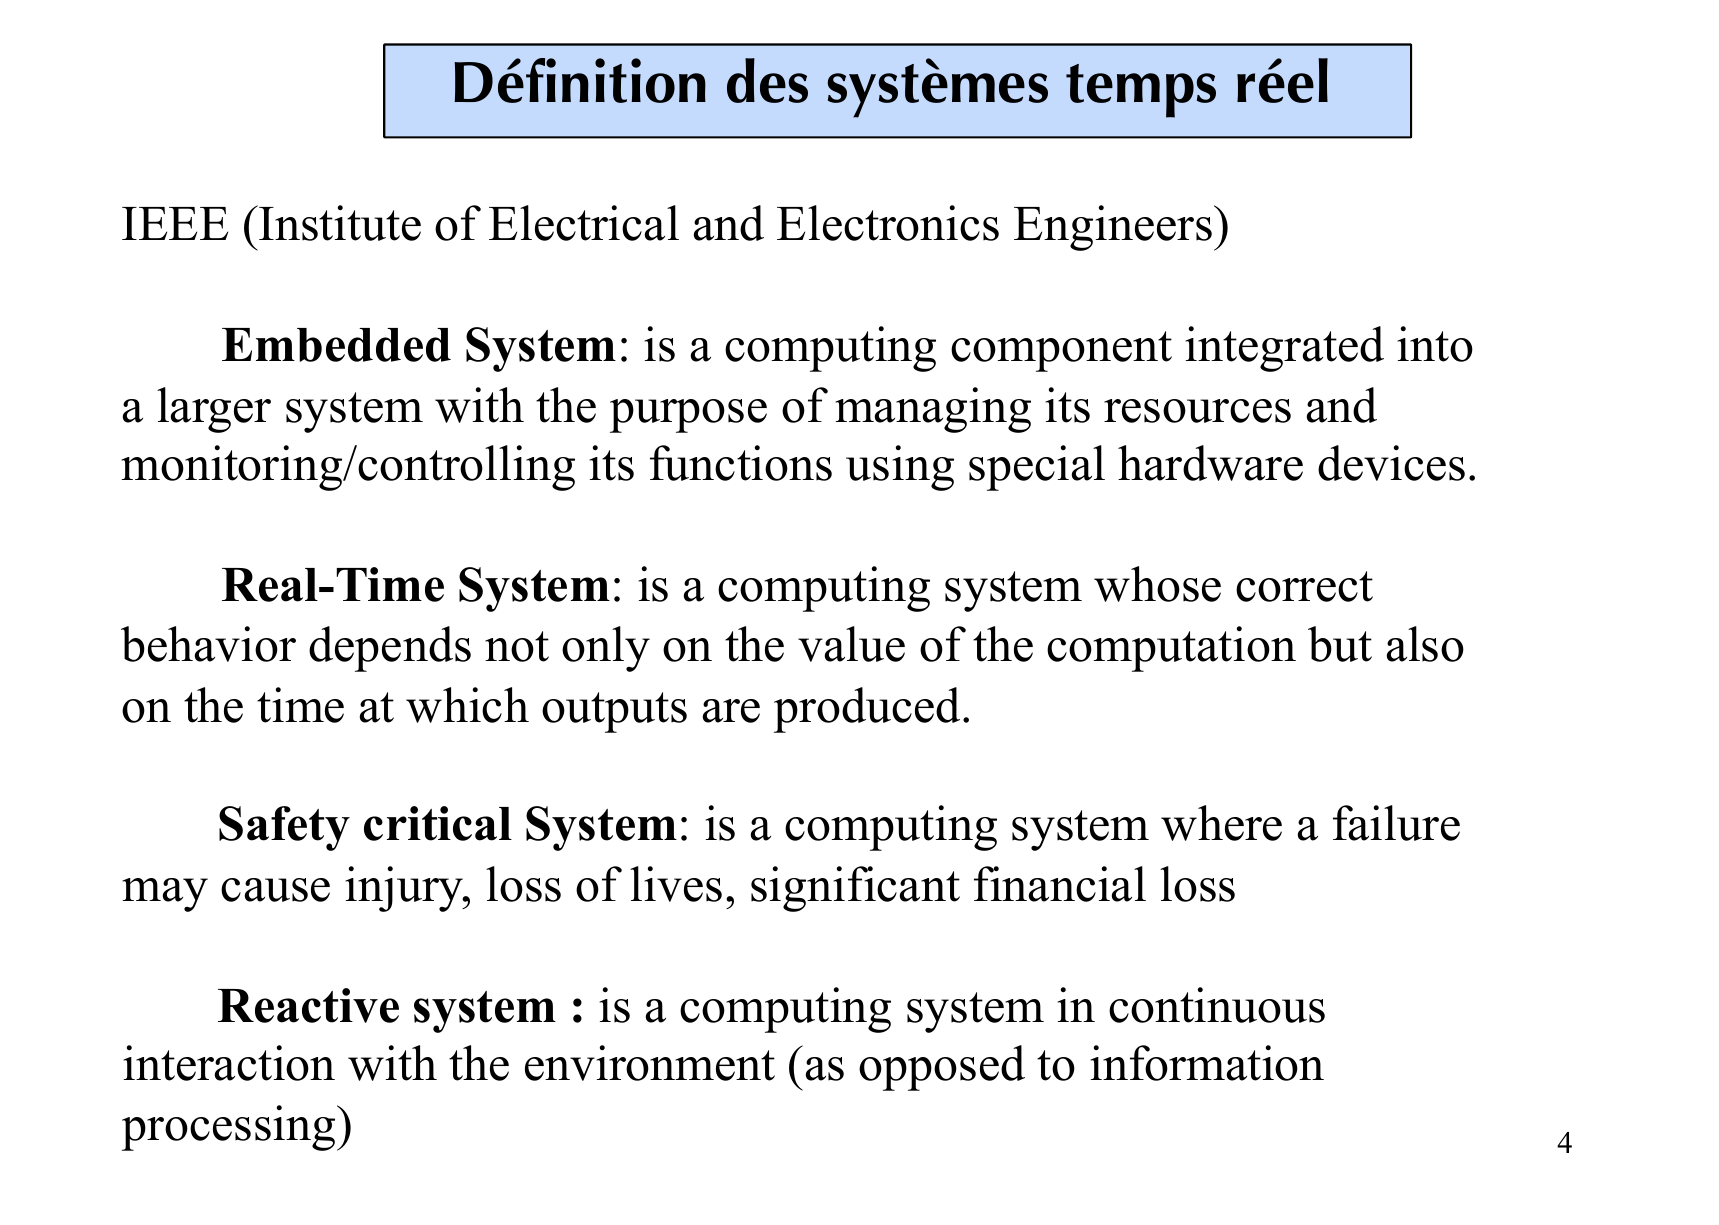 Définition des systèmes temps réel
IEEE (Institute of Electrical and Electronics Engineers)
Embedded System: is a computing component integrated into
a larger system with the purpose of managing its resources and
monitoring/controlling its functions using special hardware devices.
Real-Time System: is a computing system whose correct
behavior depends not only on the value of the computation but also
on the time at which outputs are produced.
Safety critical System: is a computing system where a failure
may cause injury, loss of lives, significant financial loss
Reactive system : is a computing system in continuous
interaction with the environment (as opposed to information
processing)
4